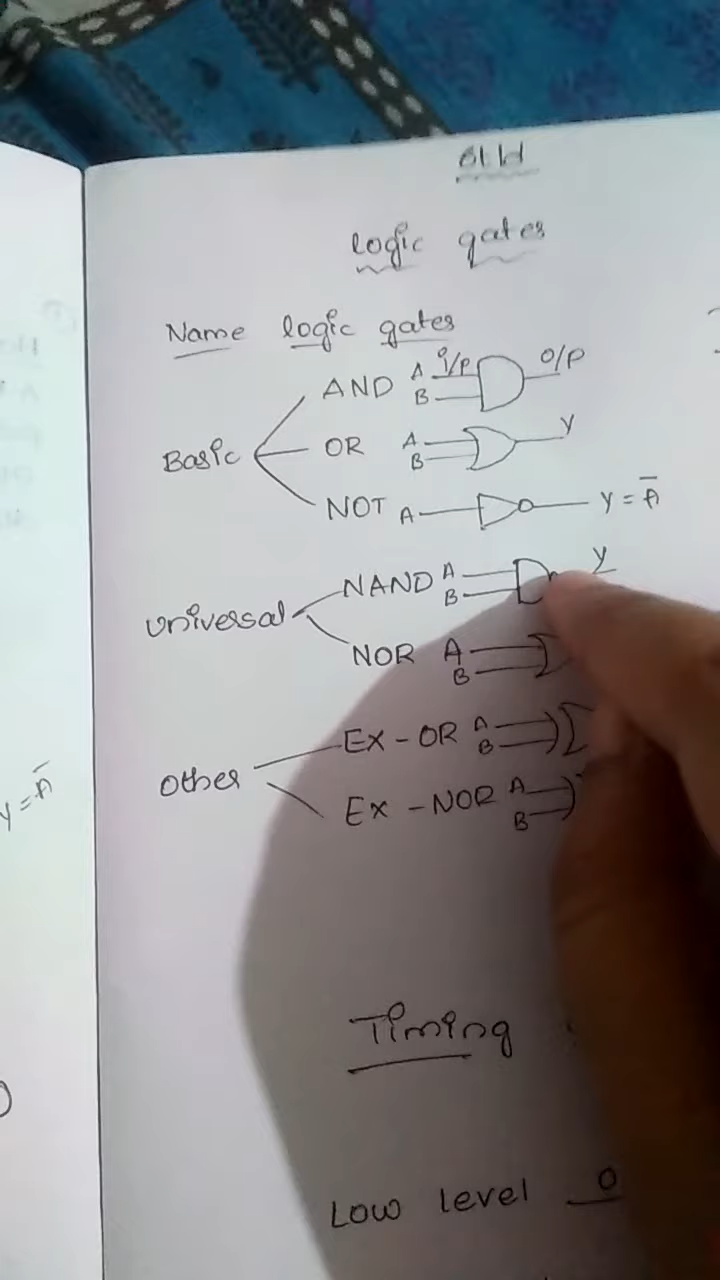 logic gates
Name logic gates
Basic
AND A I/P B O/P
OR A B Y
NOT A Y = A̅
Universal
NAND A B Y
NOR A B
Other
Ex - OR A B
Ex - NOR A B
Timing
Low level 0
Y = A̅